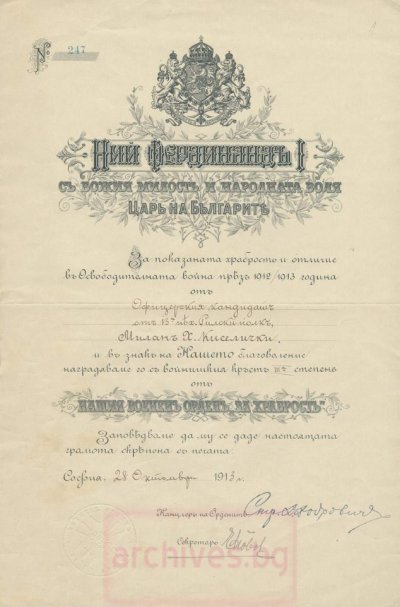 № 247
Ний Фердинандъ I
съ Божия милость и народната воля
Царь на Българитѣ
За показаната храбрость и отличие
въ Освободителната война прѣзъ 1912/1913 година
отъ
Офицерския кандидатъ
отъ 13ий пѣх. Рилски полкъ,
Миланъ Х. Киселички,
и въ знакъ на Нашето благоволение
награждаваме го съ войнишкия кръстъ IIIа степень
отъ
Нашия Воененъ Орденъ "За Храбрость"
Заповѣдваме да му се даде настоящата
грамота скрѣпена съ печата.
София, 28 Октомврий 1913 г.
Канцлеръ на Орденитѣ
Секретарь
archives.bg